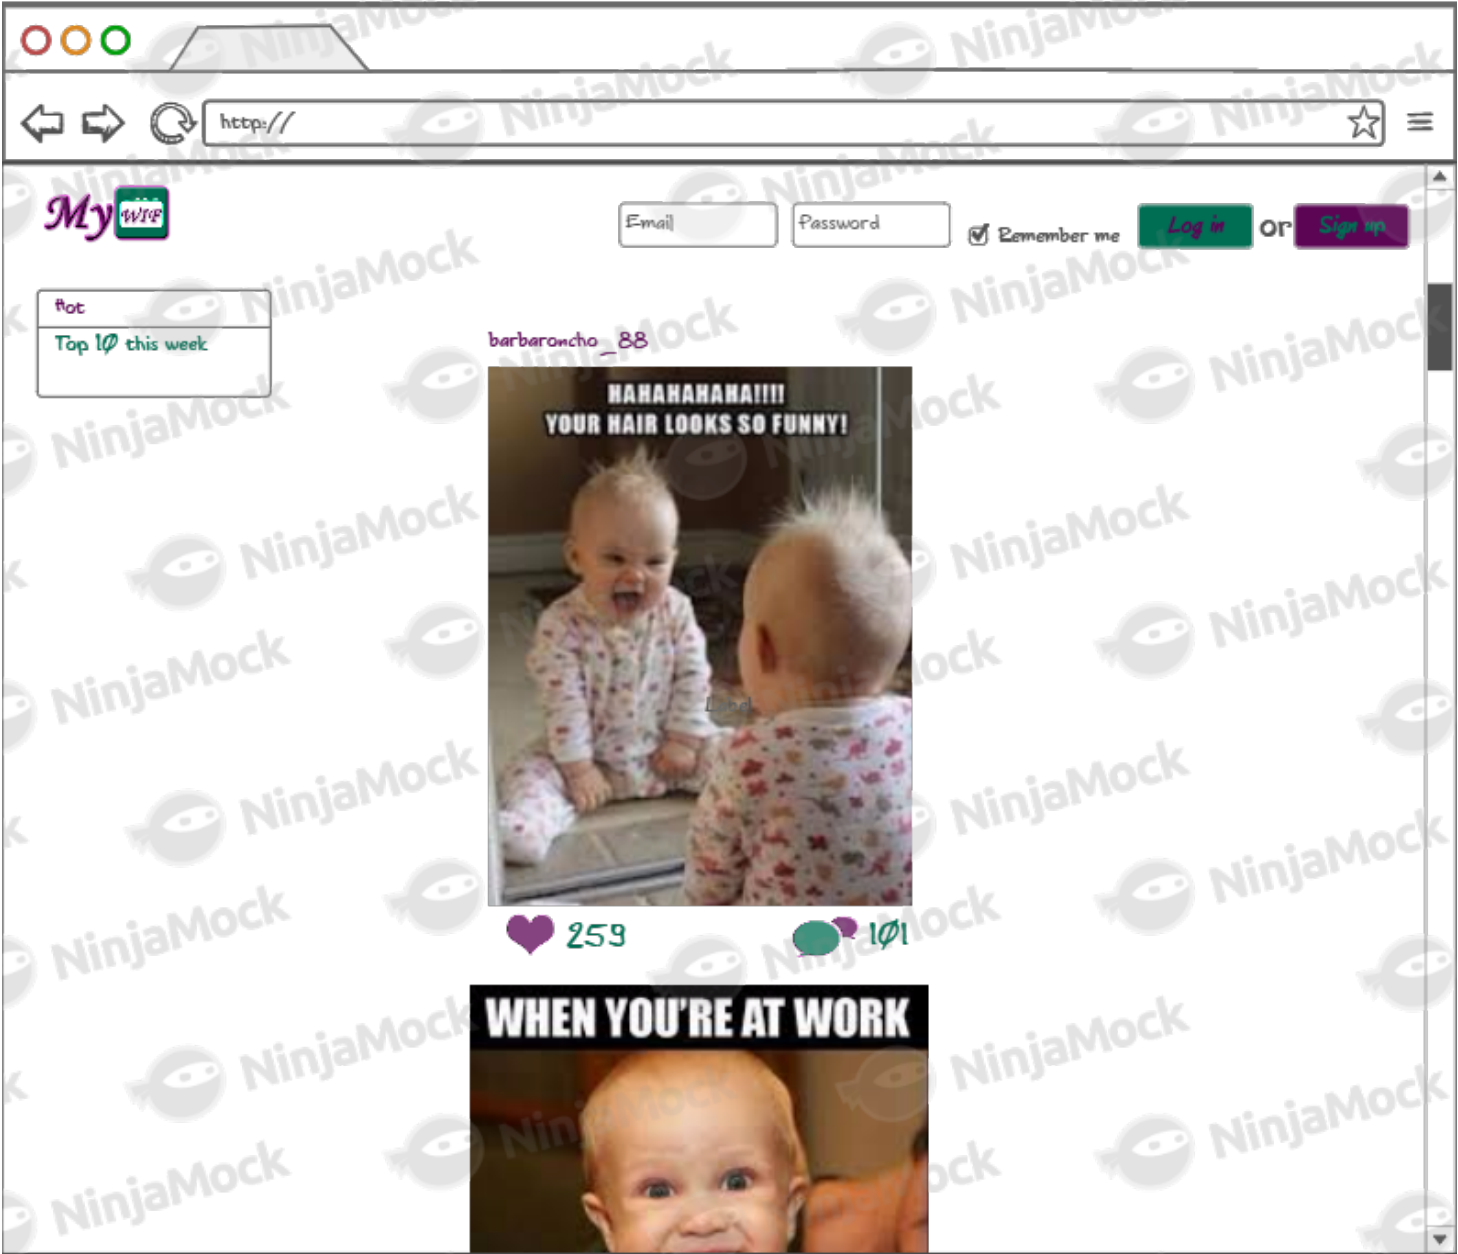 http://
My WTF
Email
Password
Remember me
Log in
or
Sign up
Hot
Top 10 this week
barbaroncho_88
HAHAHAHAHA!!!!
YOUR HAIR LOOKS SO FUNNY!
Label
259
101
WHEN YOU'RE AT WORK
NinjaMock